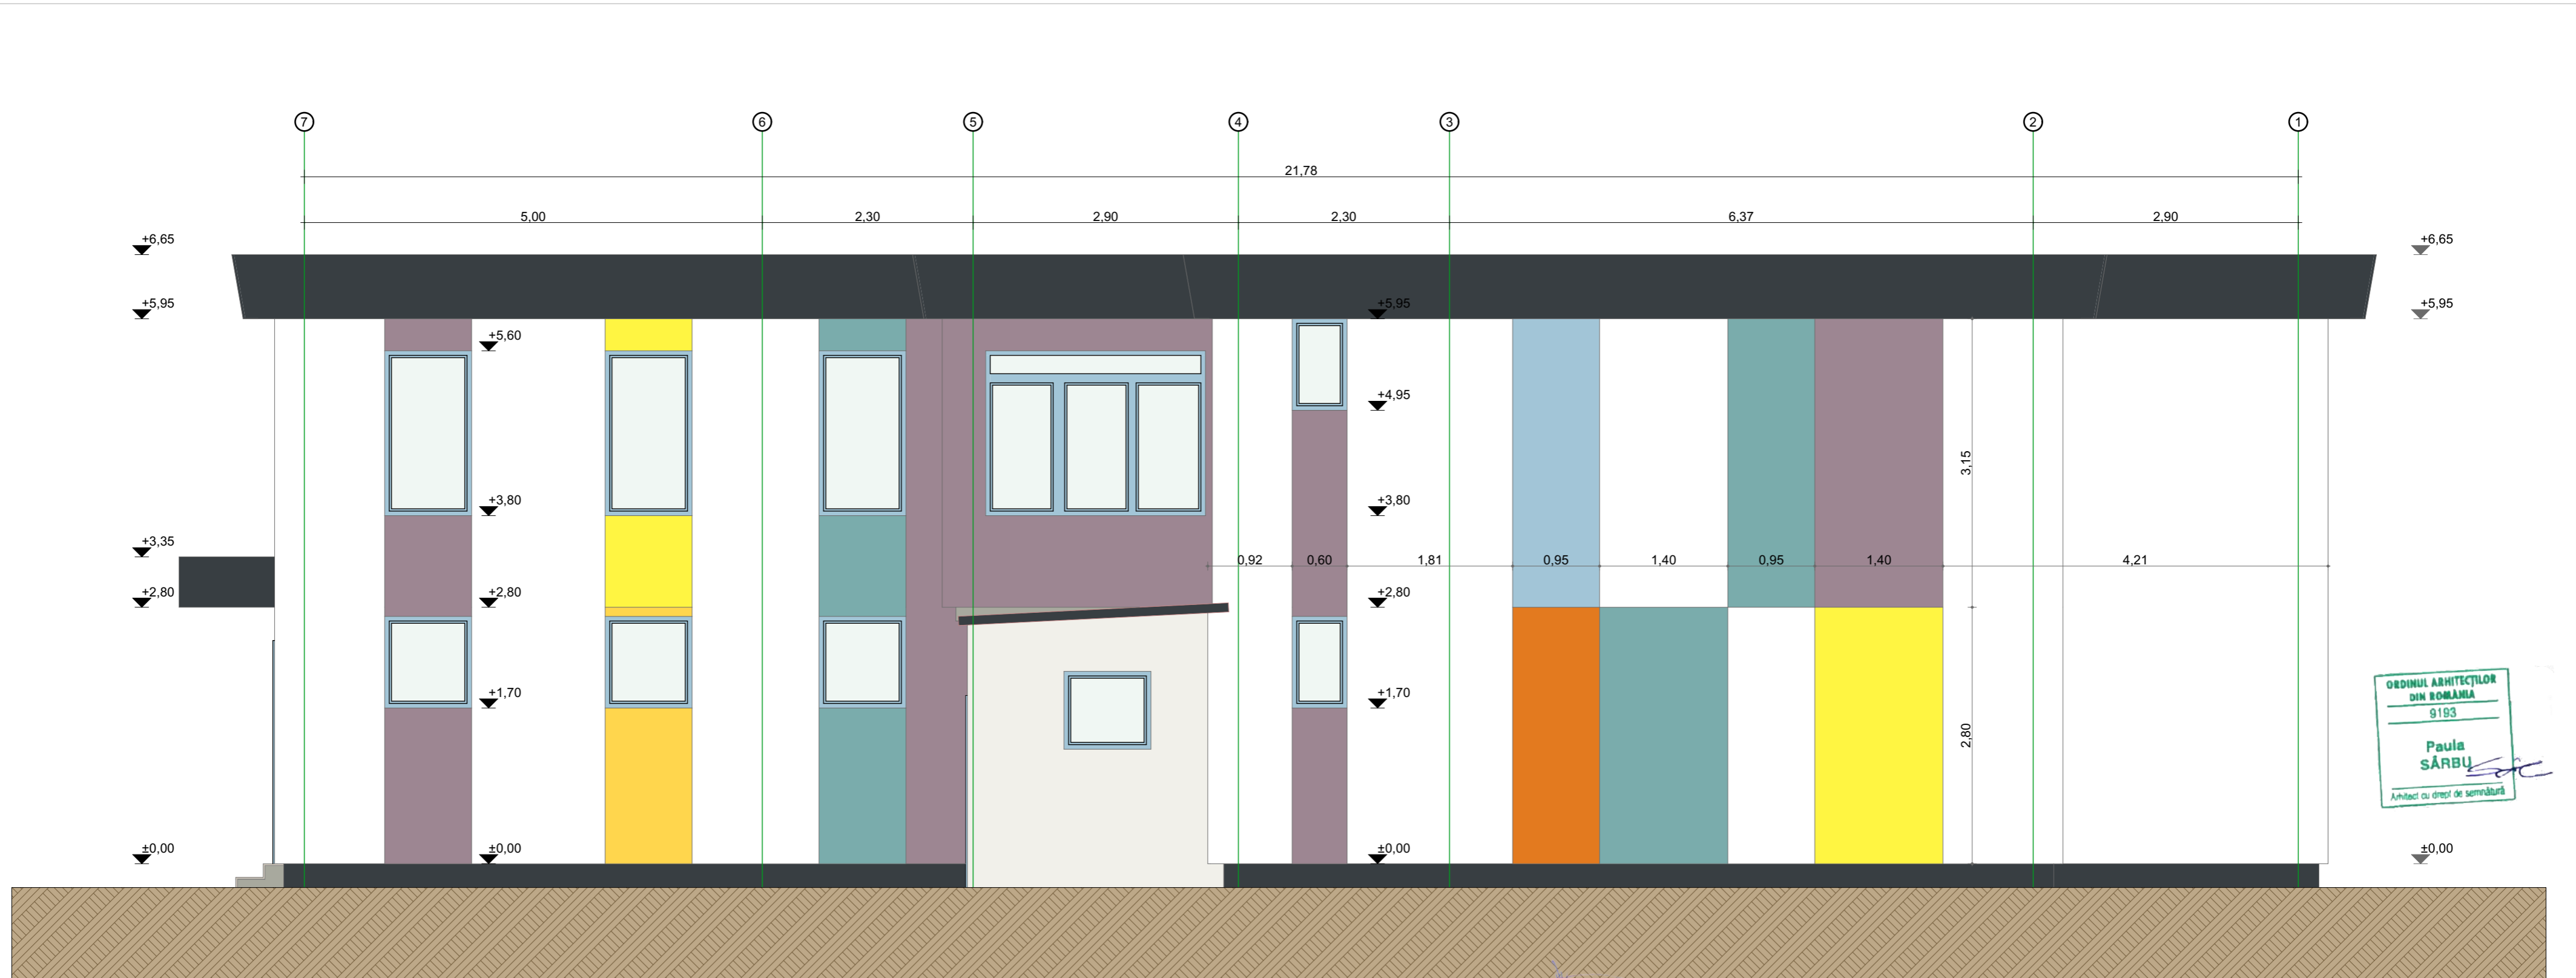 7 6 5 4 3 2 1
21,78
5,00 2,30 2,90 2,30 6,37 2,90
+6,65 +6,65
+5,95 +5,95 +5,95
+5,60
+4,95
+3,80 +3,80
3,15
+3,35
0,92 0,60 1,81 0,95 1,40 0,95 1,40 4,21
+2,80 +2,80 +2,80
+1,70 +1,70
2,80
±0,00 ±0,00 ±0,00 ±0,00
ORDINUL ARHITECȚILOR
DIN ROMÂNIA
9193
Paula
SÂRBU
Arhitect cu drept de semnătură